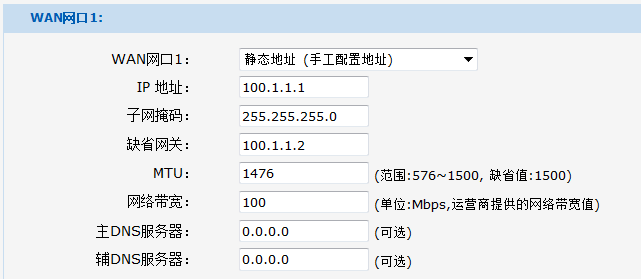 WAN网口1:
WAN网口1: 静态地址 (手工配置地址)
IP 地址: 100.1.1.1
子网掩码: 255.255.255.0
缺省网关: 100.1.1.2
MTU: 1476 (范围:576~1500, 缺省值:1500)
网络带宽: 100 (单位:Mbps,运营商提供的网络带宽值)
主DNS服务器: 0.0.0.0 (可选)
辅DNS服务器: 0.0.0.0 (可选)